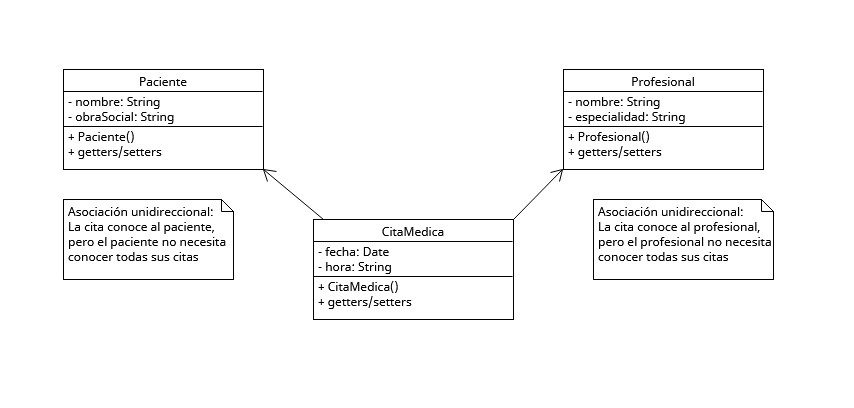 Paciente
- nombre: String
- obraSocial: String
+ Paciente()
+ getters/setters
Profesional
- nombre: String
- especialidad: String
+ Profesional()
+ getters/setters
Asociación unidireccional:
La cita conoce al paciente,
pero el paciente no necesita
conocer todas sus citas
Asociación unidireccional:
La cita conoce al profesional,
pero el profesional no necesita
conocer todas sus citas
CitaMedica
- fecha: Date
- hora: String
+ CitaMedica()
+ getters/setters